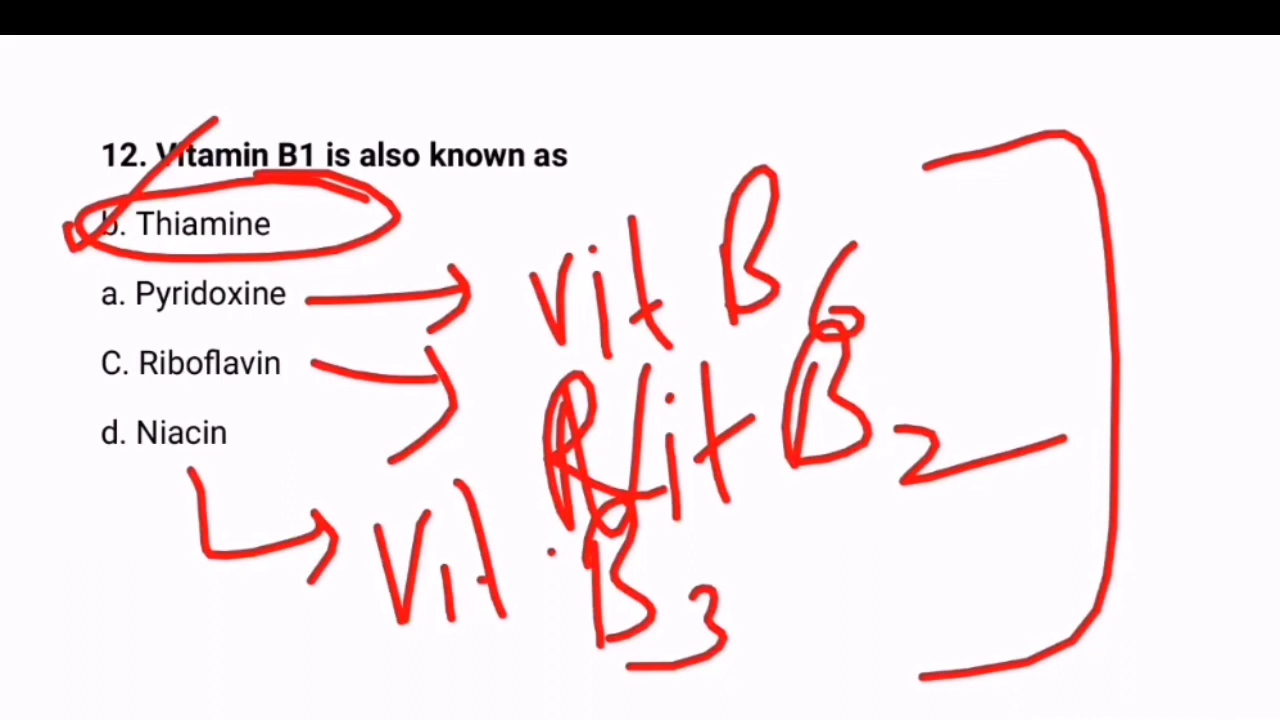 12. Vitamin B1 is also known as
b. Thiamine
a. Pyridoxine
C. Riboflavin
d. Niacin
vit B6
Vit B2
Vit B3